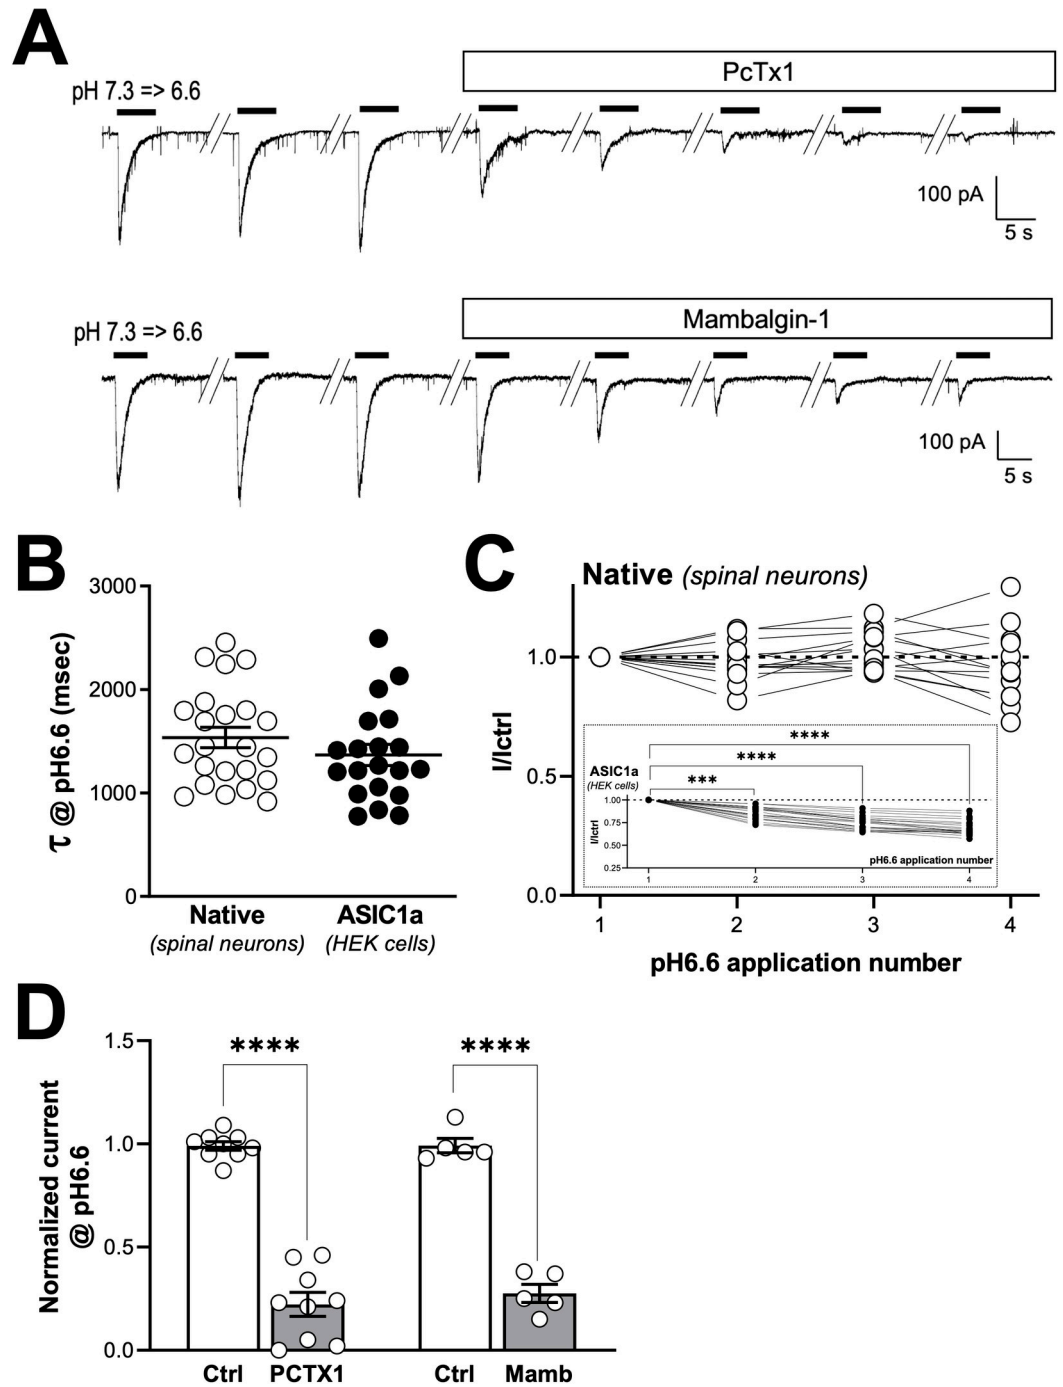 A
PcTx1
pH 7.3 => 6.6
100 pA
5 s
Mambalgin-1
pH 7.3 => 6.6
100 pA
5 s
B
3000
2000
1000
0
τ @ pH6.6 (msec)
Native
(spinal neurons)
ASIC1a
(HEK cells)
C
Native (spinal neurons)
1.0
0.5
0.0
I/Ictrl
****
****
***
ASIC1a
(HEK cells)
1.00
0.75
0.50
0.25
I/Ictrl
pH6.6 application number
1 2 3 4
1 2 3 4
pH6.6 application number
D
1.5
1.0
0.5
0.0
Normalized current
@ pH6.6
**** ****
Ctrl PCTX1 Ctrl Mamb